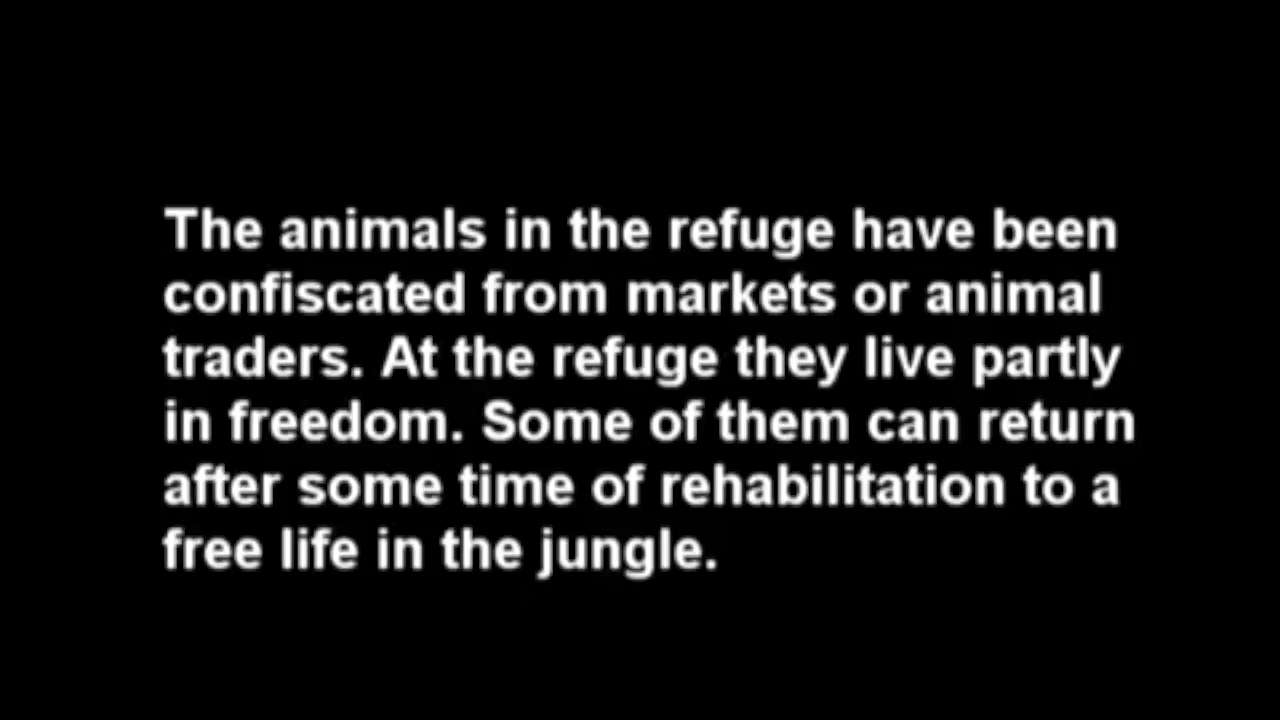 The animals in the refuge have been
confiscated from markets or animal
traders. At the refuge they live partly
in freedom. Some of them can return
after some time of rehabilitation to a
free life in the jungle.